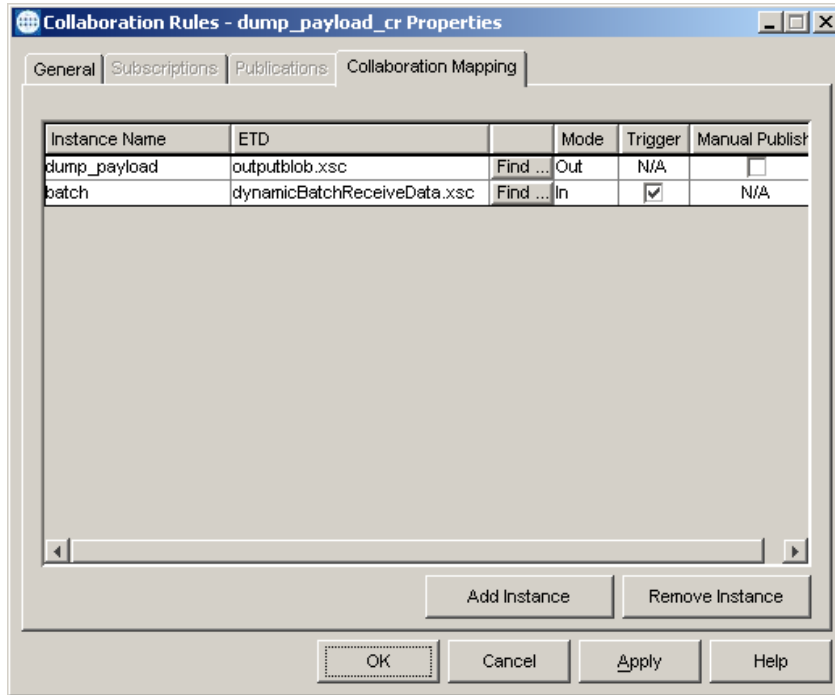 Collaboration Rules - dump_payload_cr Properties
General Subscriptions Publications Collaboration Mapping
Instance Name ETD Mode Trigger Manual Publish
dump_payload outputblob.xsc Find ... Out N/A
batch dynamicBatchReceiveData.xsc Find ... In N/A
Add Instance Remove Instance
OK Cancel Apply Help